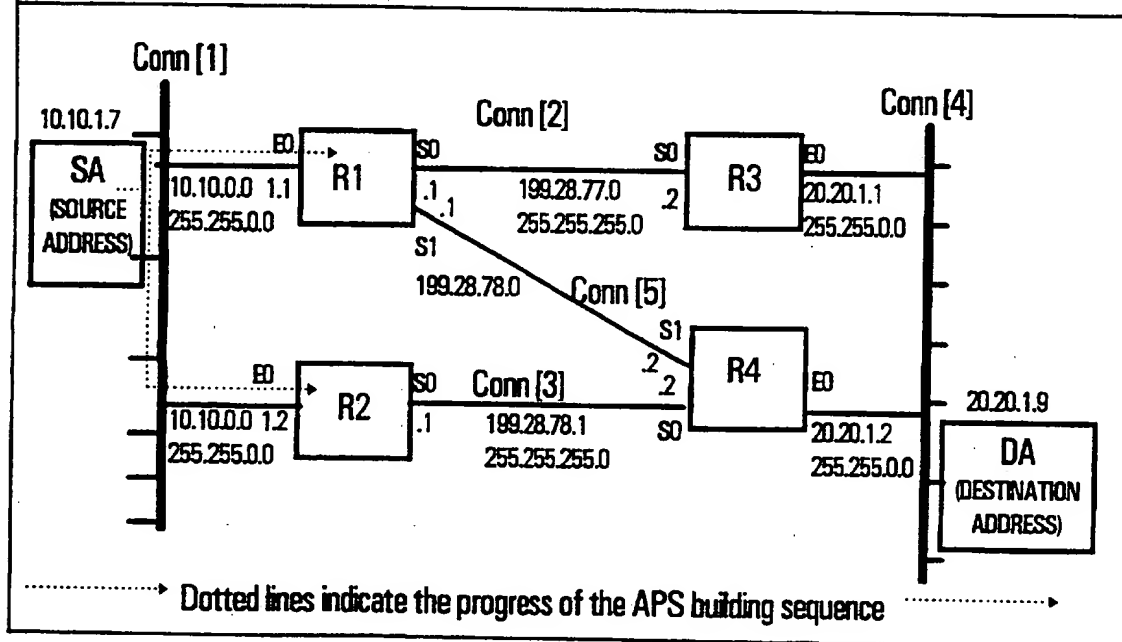 Conn [1]
10.10.1.7
SA
(SOURCE
ADDRESS)
E0
10.10.0.0 1.1
255.255.0.0
R1
S0
.1
.1
S1
199.28.78.0
Conn [2]
199.28.77.0
255.255.255.0
S0
.2
R3
E0
20.20.1.1
255.255.0.0
Conn [4]
Conn [5]
S1
.2
.2
S0
R4
E0
20.20.1.2
255.255.0.0
E0
10.10.0.0 1.2
255.255.0.0
R2
S0
.1
Conn [3]
199.28.78.1
255.255.255.0
20.20.1.9
DA
(DESTINATION
ADDRESS)
Dotted lines indicate the progress of the APS building sequence